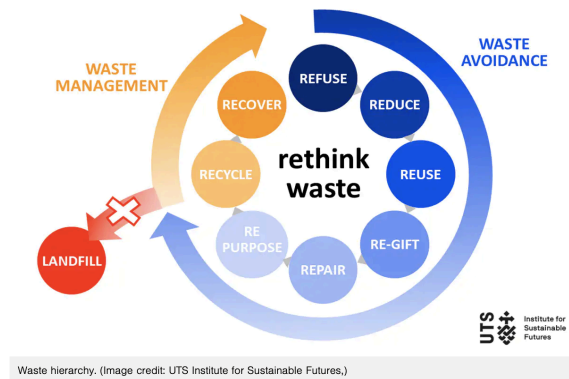 WASTE
MANAGEMENT
WASTE
AVOIDANCE
REFUSE
REDUCE
REUSE
RE-GIFT
REPAIR
RE
PURPOSE
RECYCLE
RECOVER
rethink
waste
LANDFILL
UTS
Institute for
Sustainable
Futures
Waste hierarchy. (Image credit: UTS Institute for Sustainable Futures,)